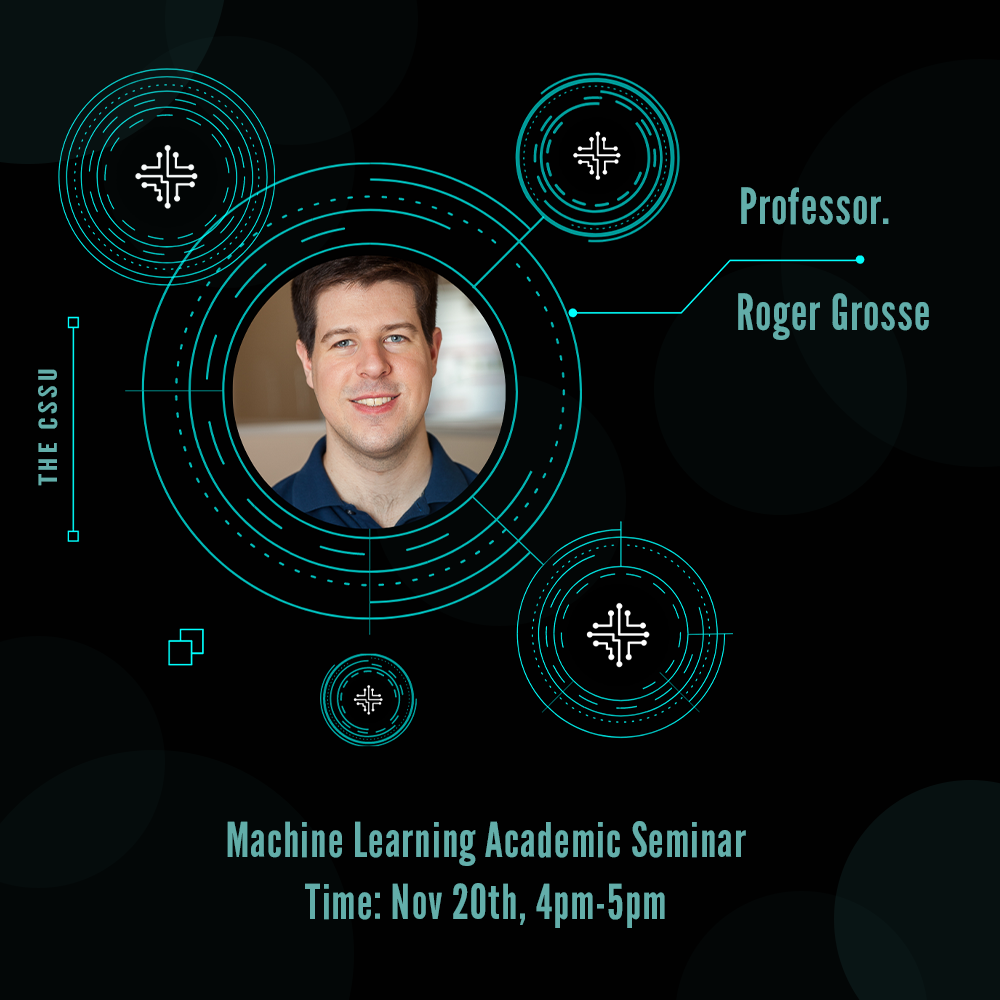 Professor.
Roger Grosse
THE CSSU
Machine Learning Academic Seminar
Time: Nov 20th, 4pm-5pm